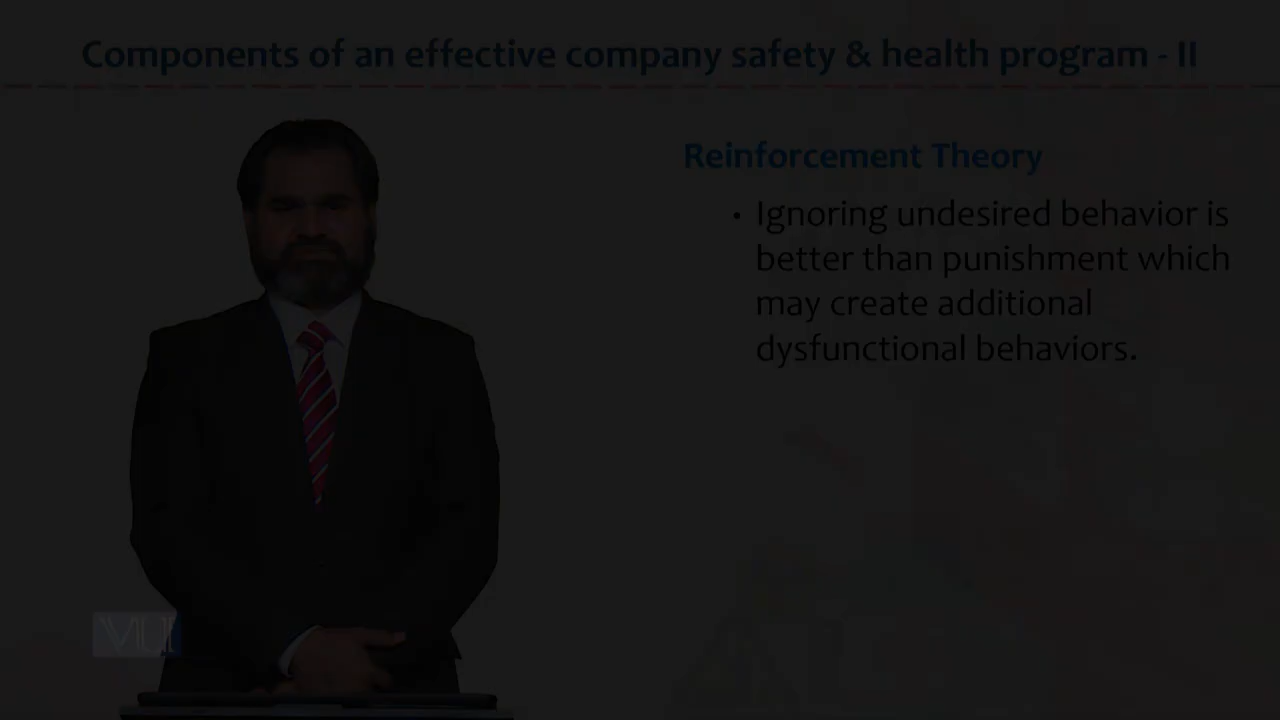 Components of an effective company safety & health program - II
Reinforcement Theory
• Ignoring undesired behavior is
better than punishment which
may create additional
dysfunctional behaviors.
VU